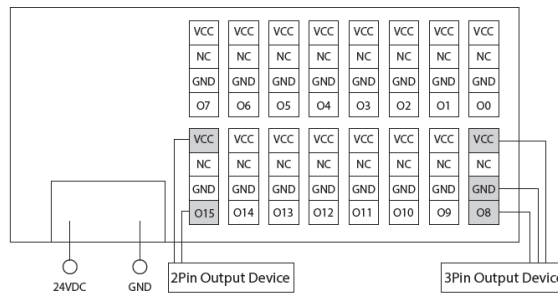 VCC VCC VCC VCC VCC VCC VCC VCC
NC NC NC NC NC NC NC NC
GND GND GND GND GND GND GND GND
O7 O6 O5 O4 O3 O2 O1 O0
VCC VCC VCC VCC VCC VCC VCC VCC
NC NC NC NC NC NC NC NC
GND GND GND GND GND GND GND GND
O15 O14 O13 O12 O11 O10 O9 O8
24VDC GND 2Pin Output Device 3Pin Output Device